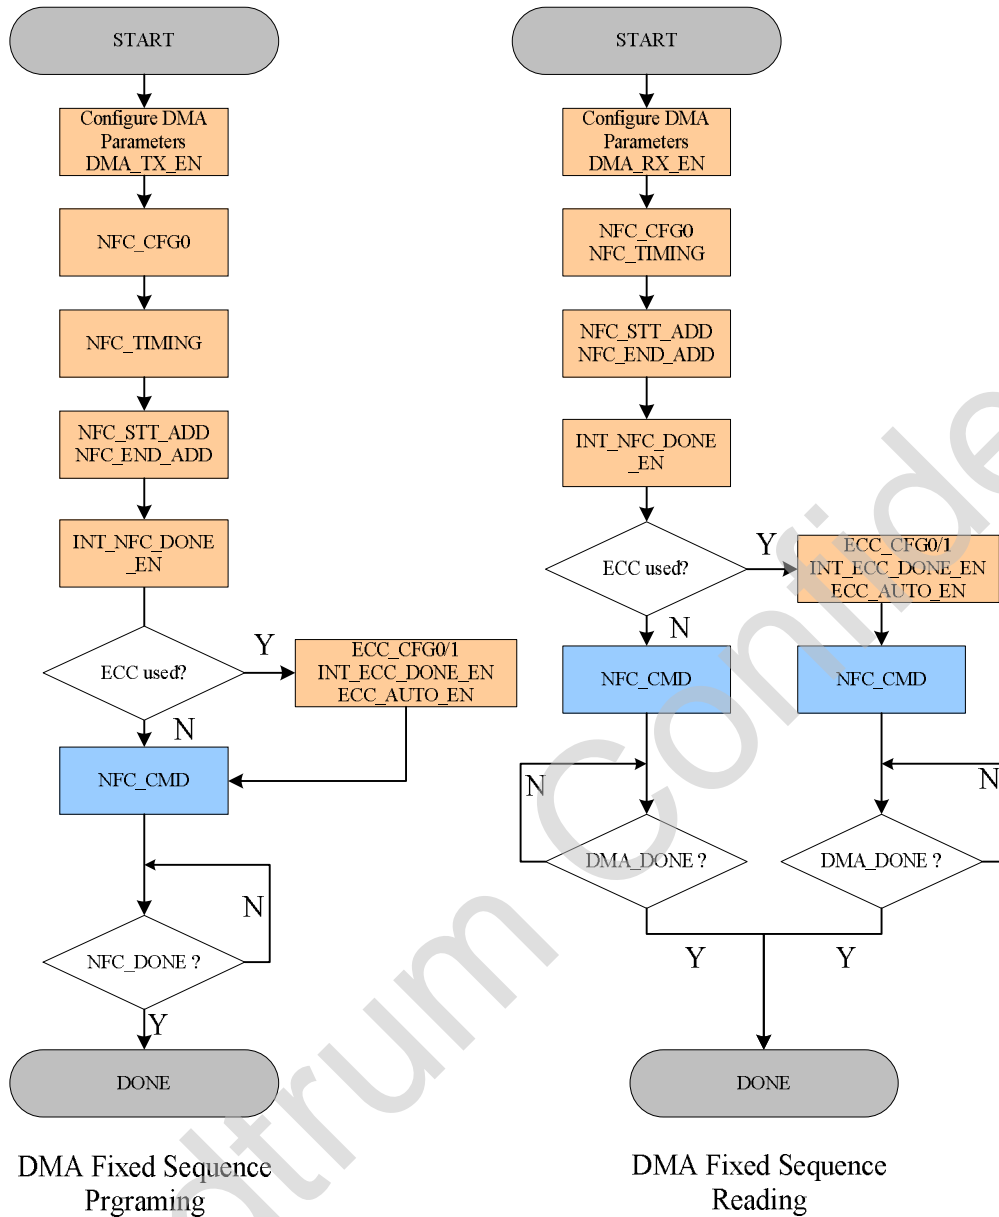 START
Configure DMA
Parameters
DMA_TX_EN
NFC_CFG0
NFC_TIMING
NFC_STT_ADD
NFC_END_ADD
INT_NFC_DONE
_EN
ECC used?
Y
ECC_CFG0/1
INT_ECC_DONE_EN
ECC_AUTO_EN
N
NFC_CMD
N
NFC_DONE ?
Y
DONE
DMA Fixed Sequence
Prgraming
START
Configure DMA
Parameters
DMA_RX_EN
NFC_CFG0
NFC_TIMING
NFC_STT_ADD
NFC_END_ADD
INT_NFC_DONE
_EN
ECC used?
Y
ECC_CFG0/1
INT_ECC_DONE_EN
ECC_AUTO_EN
N
NFC_CMD
NFC_CMD
N
N
DMA_DONE ?
DMA_DONE ?
Y
Y
DONE
DMA Fixed Sequence
Reading